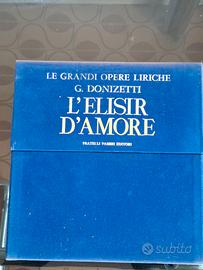 LE GRANDI OPERE LIRICHE
G. DONIZETTI
L'ELISIR
D'AMORE
FRATELLI FABBRI EDITORI
subito